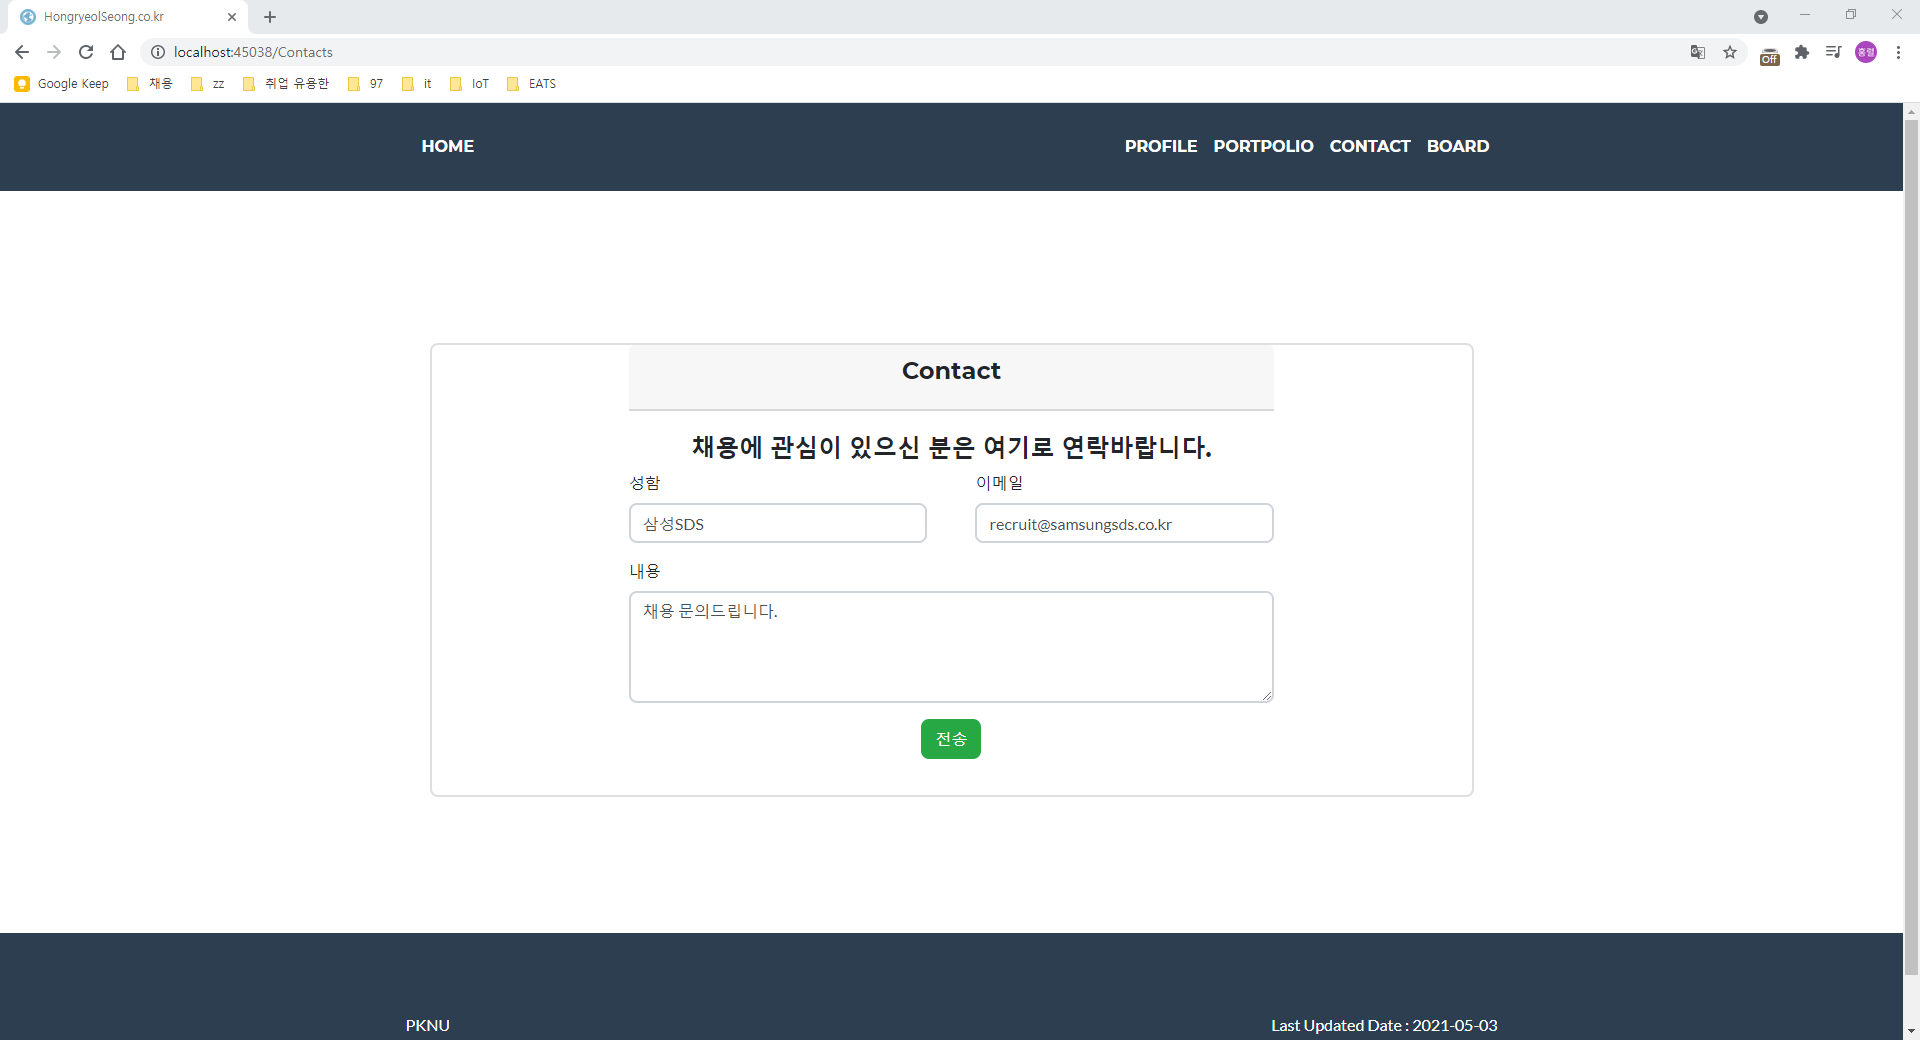 HongryeolSeong.co.kr
localhost:45038/Contacts
Off
홍렬
Google Keep 채용 zz 취업 유용한 97 it IoT EATS
HOME PROFILE PORTPOLIO CONTACT BOARD
Contact
채용에 관심이 있으신 분은 여기로 연락바랍니다.
성함 이메일
삼성SDS recruit@samsungsds.co.kr
내용
채용 문의드립니다.
전송
PKNU Last Updated Date : 2021-05-03